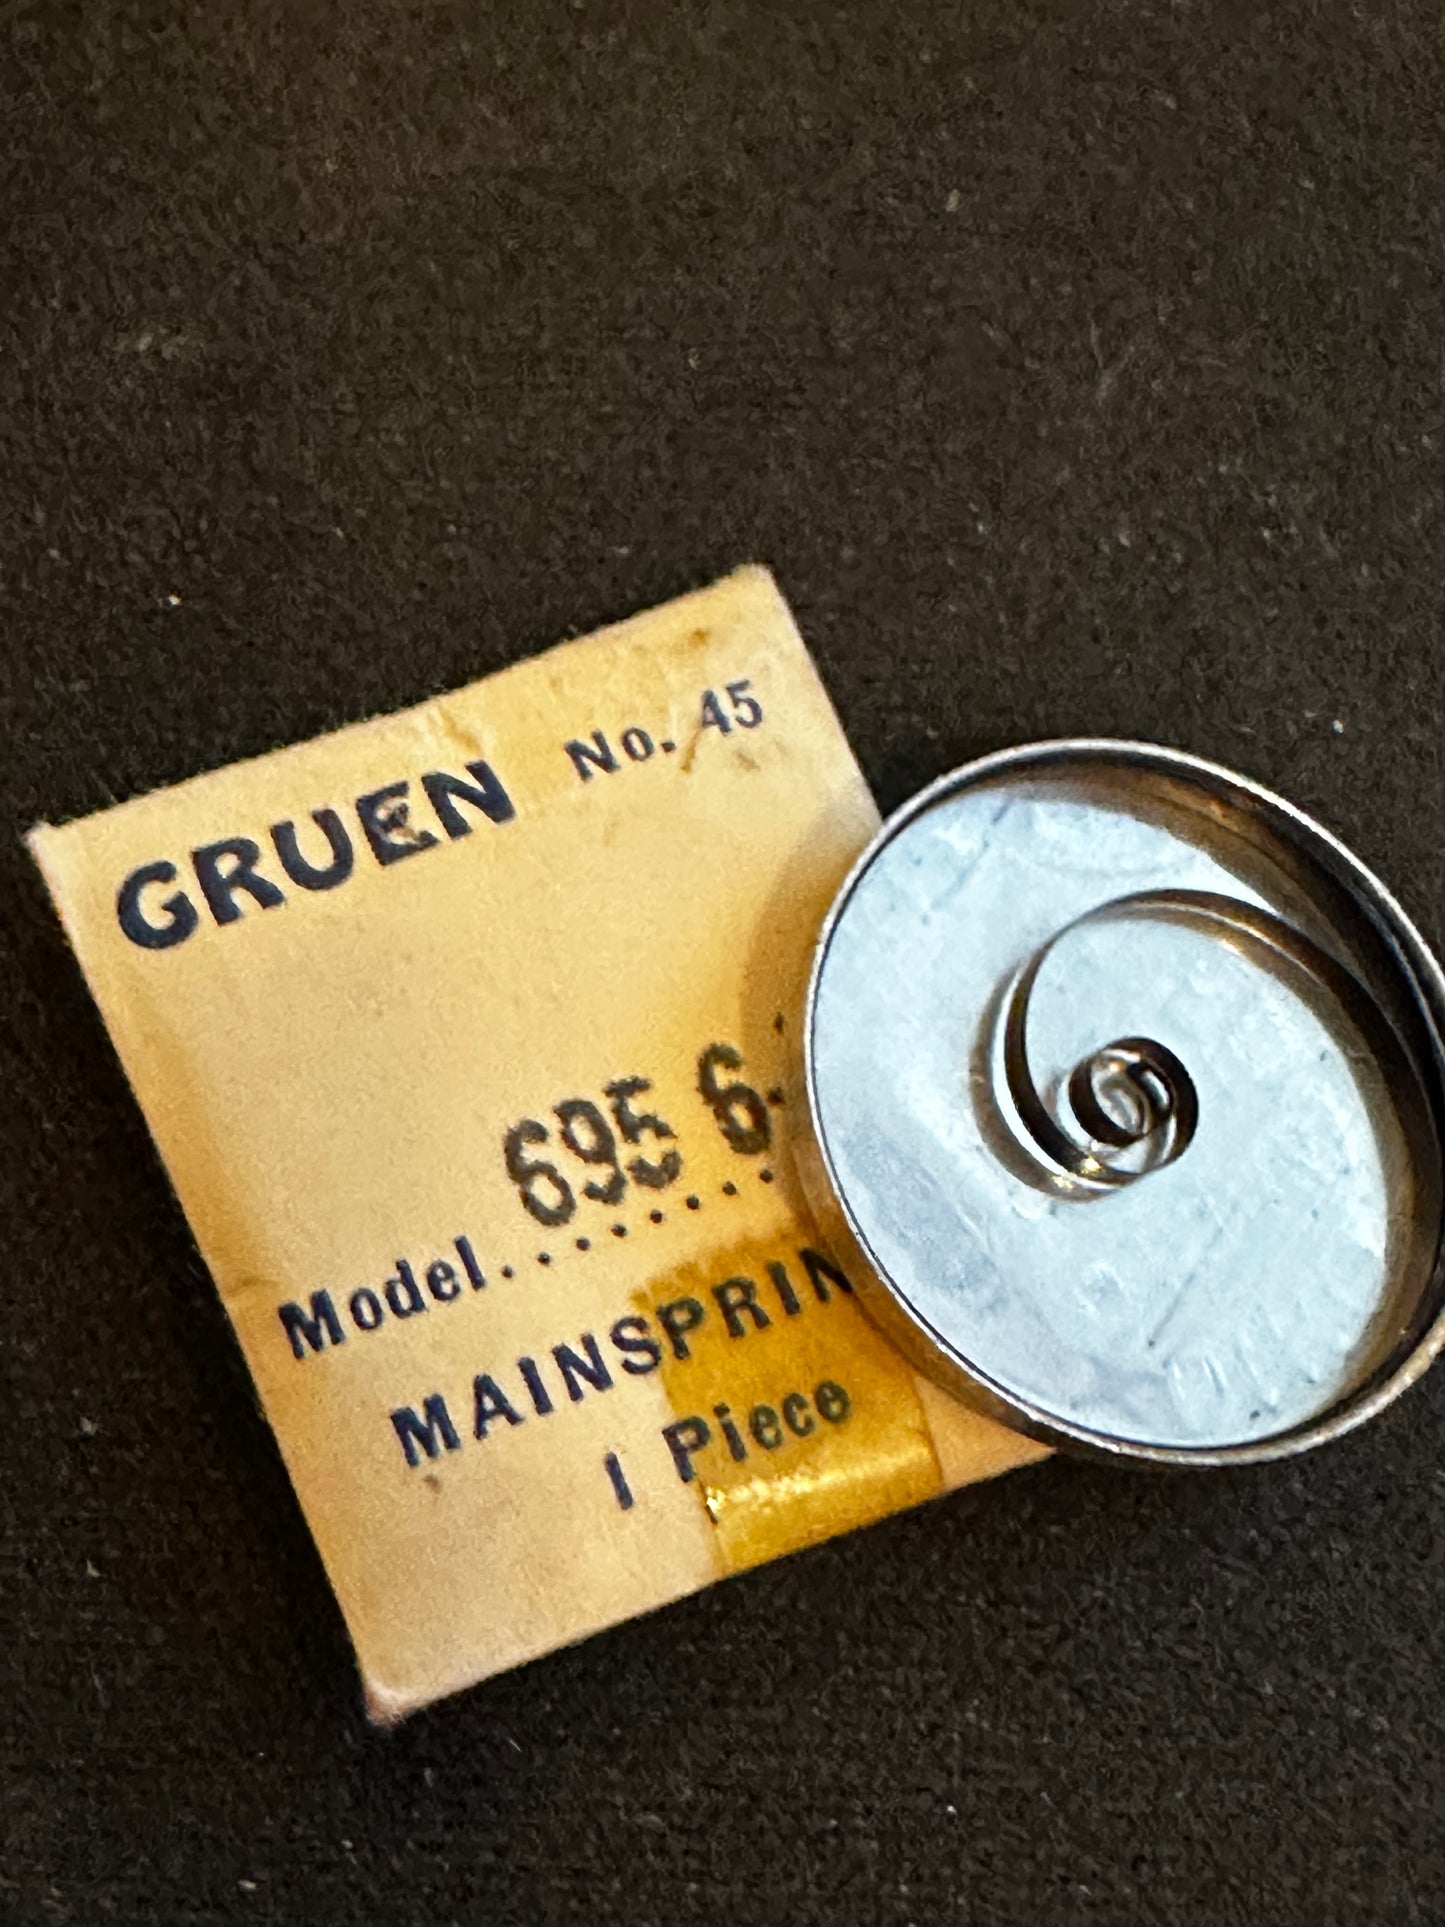 GRUEN No. 45
695 6
Model...........
MAINSPRIN
1 Piece